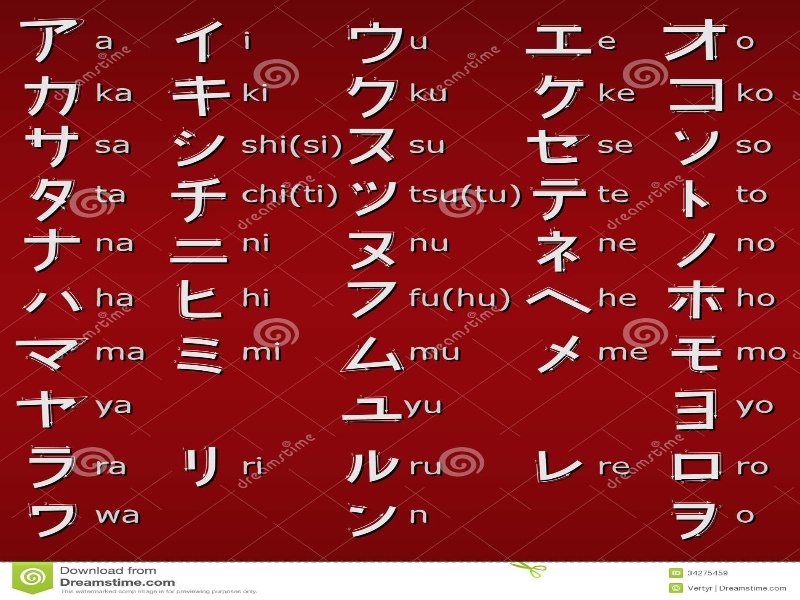 ア a イ i ウ u エ e オ o
カ ka キ ki ク ku ケ ke コ ko
サ sa シ shi(si) ス su セ se ソ so
タ ta チ chi(ti) ツ tsu(tu) テ te ト to
ナ na ニ ni ヌ nu ネ ne ノ no
ハ ha ヒ hi フ fu(hu) ヘ he ホ ho
マ ma ミ mi ム mu メ me モ mo
ヤ ya ユ yu ヨ yo
ラ ra リ ri ル ru レ re ロ ro
ワ wa ン n ヲ o
dreamstime
Download from
Dreamstime.com
This watermarked comp image is for previewing purposes only.
ID 34275459
© Vertyr | Dreamstime.com